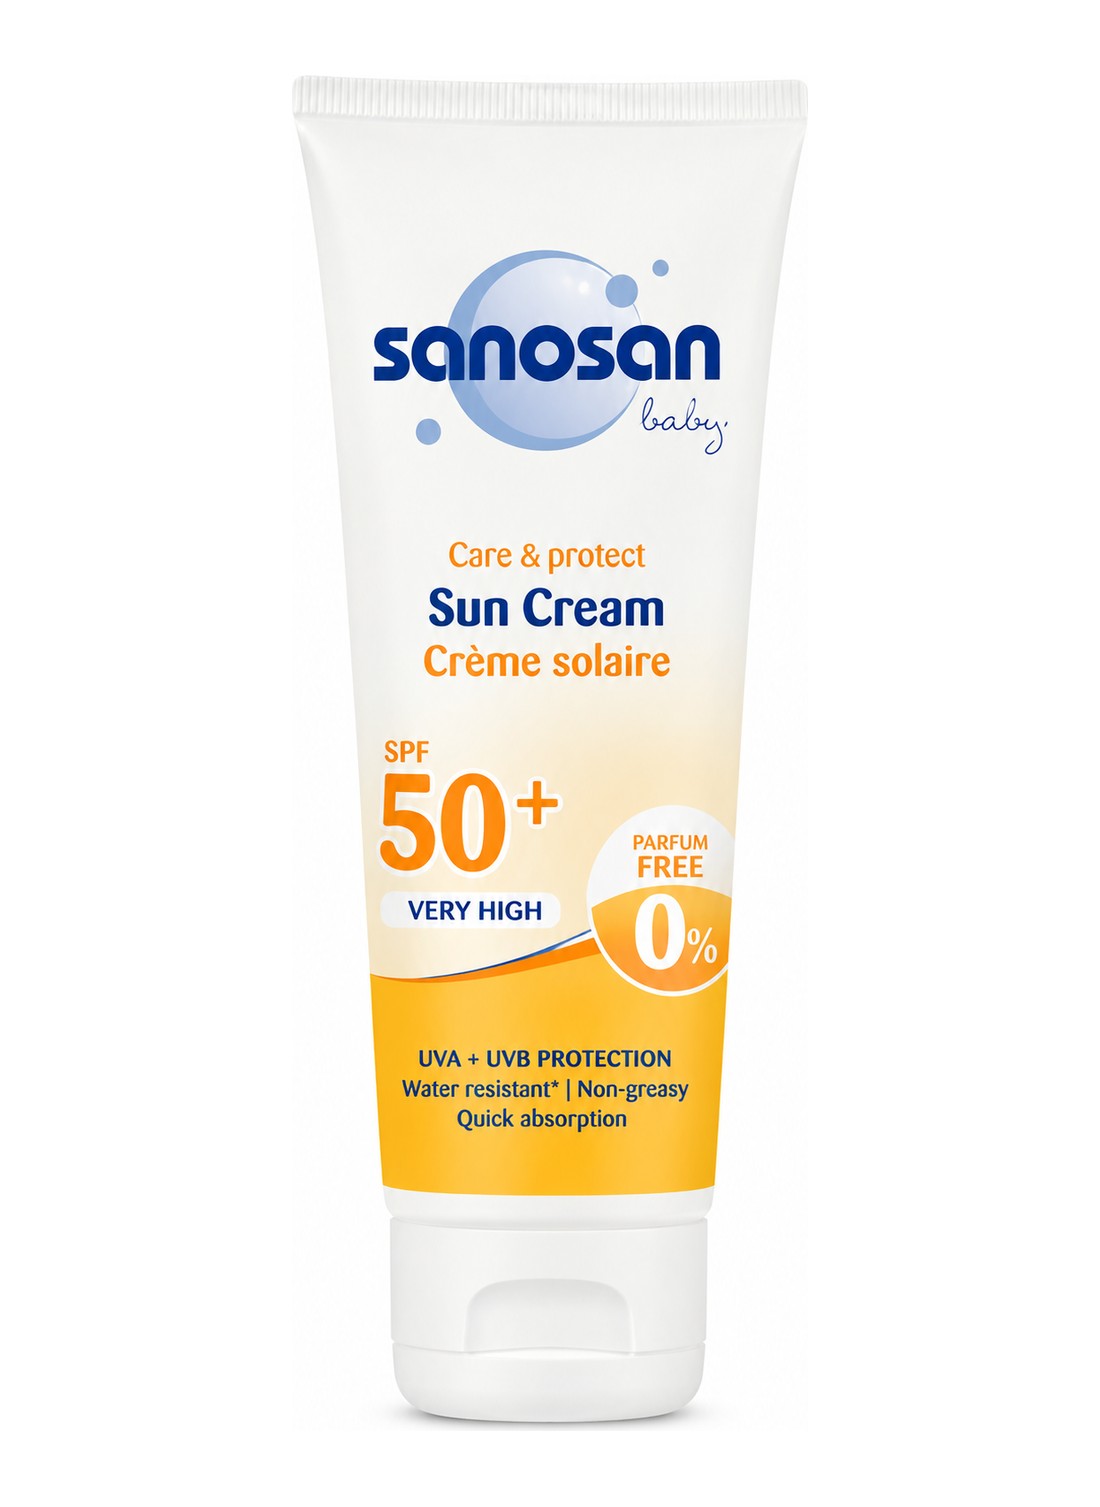 sanosan
baby.
Care & protect
Sun Cream
Crème solaire
SPF
50+
VERY HIGH
PARFUM
FREE
0%
UVA + UVB PROTECTION
Water resistant* | Non-greasy
Quick absorption